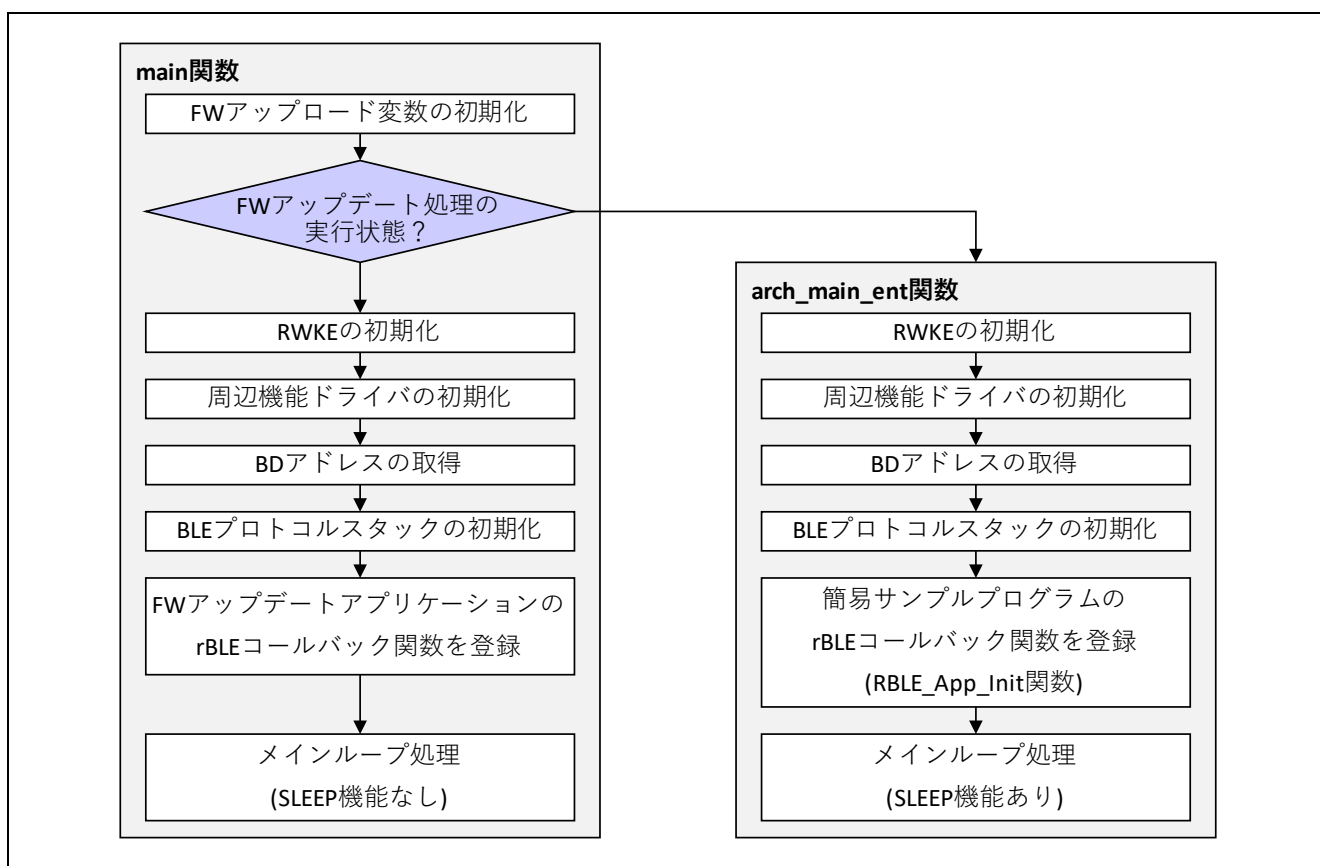 main関数
FWアップロード変数の初期化
FWアップデート処理の
実行状態？
RWKEの初期化
周辺機能ドライバの初期化
BDアドレスの取得
BLEプロトコルスタックの初期化
FWアップデートアプリケーションの
rBLEコールバック関数を登録
メインループ処理
(SLEEP機能なし)
arch_main_ent関数
RWKEの初期化
周辺機能ドライバの初期化
BDアドレスの取得
BLEプロトコルスタックの初期化
簡易サンプルプログラムの
rBLEコールバック関数を登録
(RBLE_App_Init関数)
メインループ処理
(SLEEP機能あり)